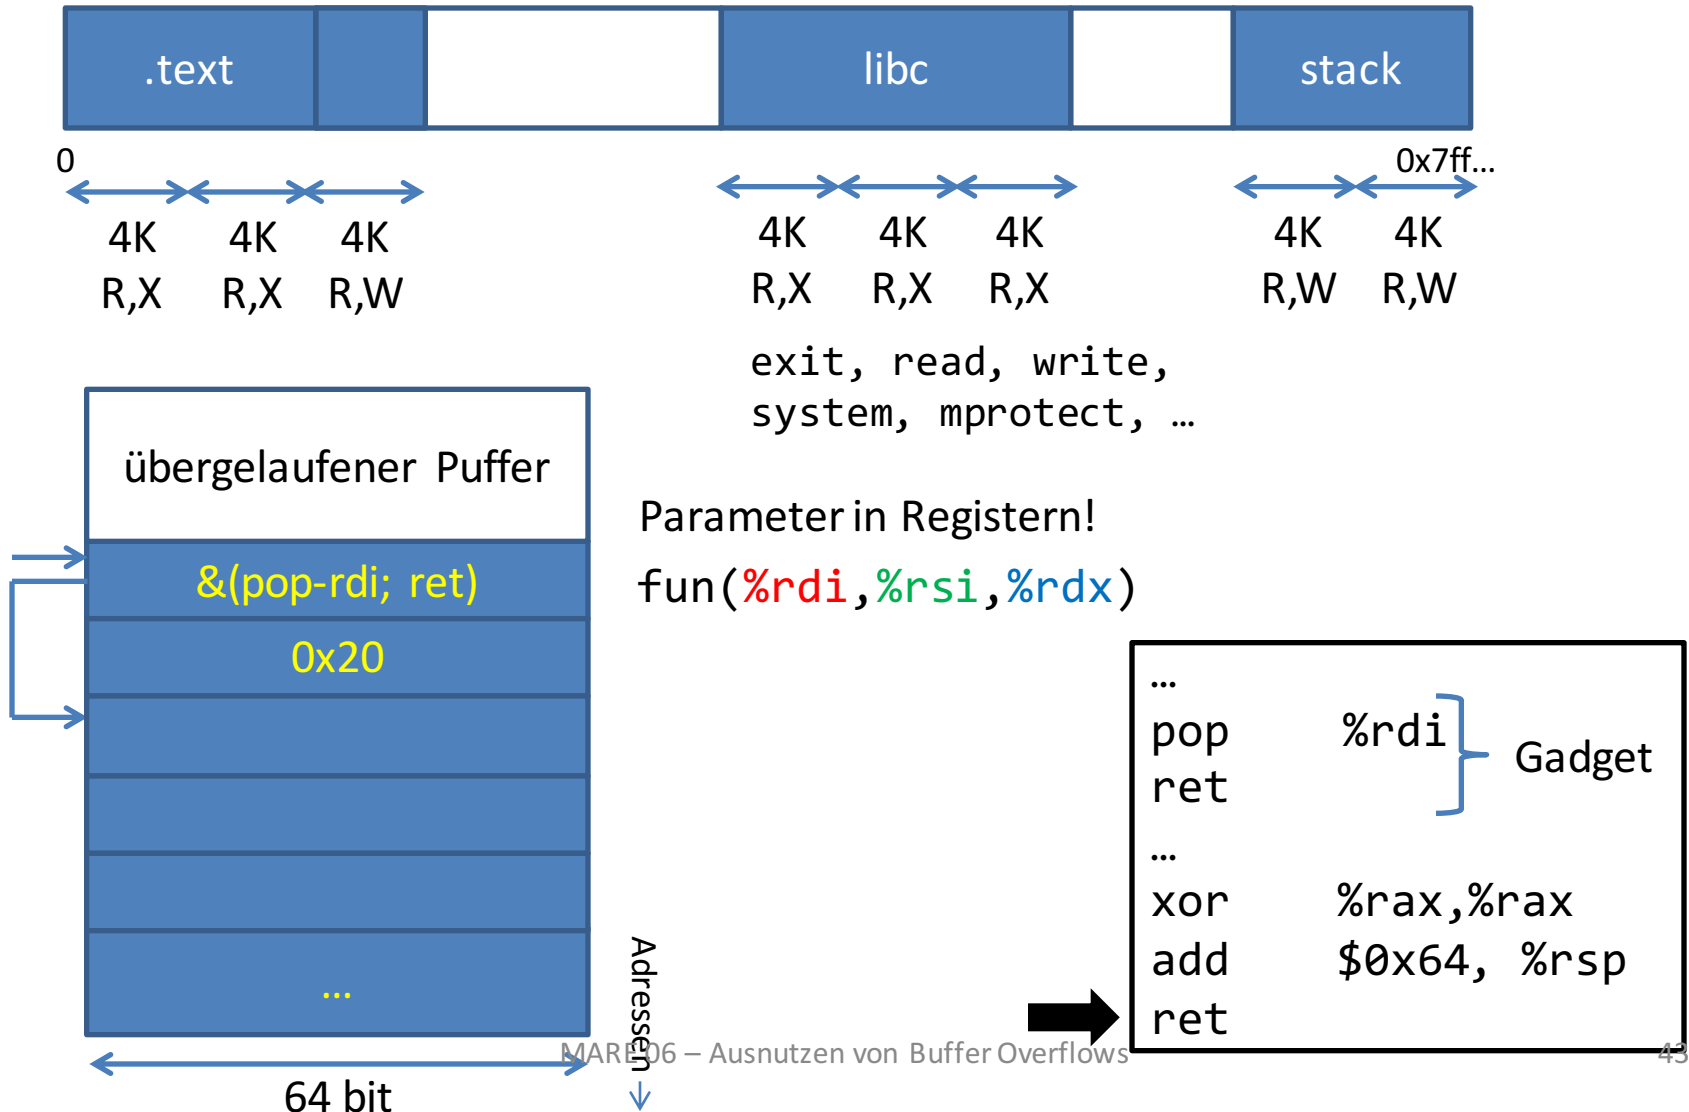 .text
libc
stack
0
0x7ff...
4K 4K 4K
R,X R,X R,W
4K 4K 4K
R,X R,X R,X
4K 4K
R,W R,W
exit, read, write,
system, mprotect, …
übergelaufener Puffer
&(pop-rdi; ret)
0x20
…
64 bit
Adressen
Parameter in Registern!
fun(%rdi,%rsi,%rdx)
…
pop %rdi
ret
Gadget
…
xor %rax,%rax
add $0x64, %rsp
ret
MARE 06 – Ausnutzen von Buffer Overflows
43